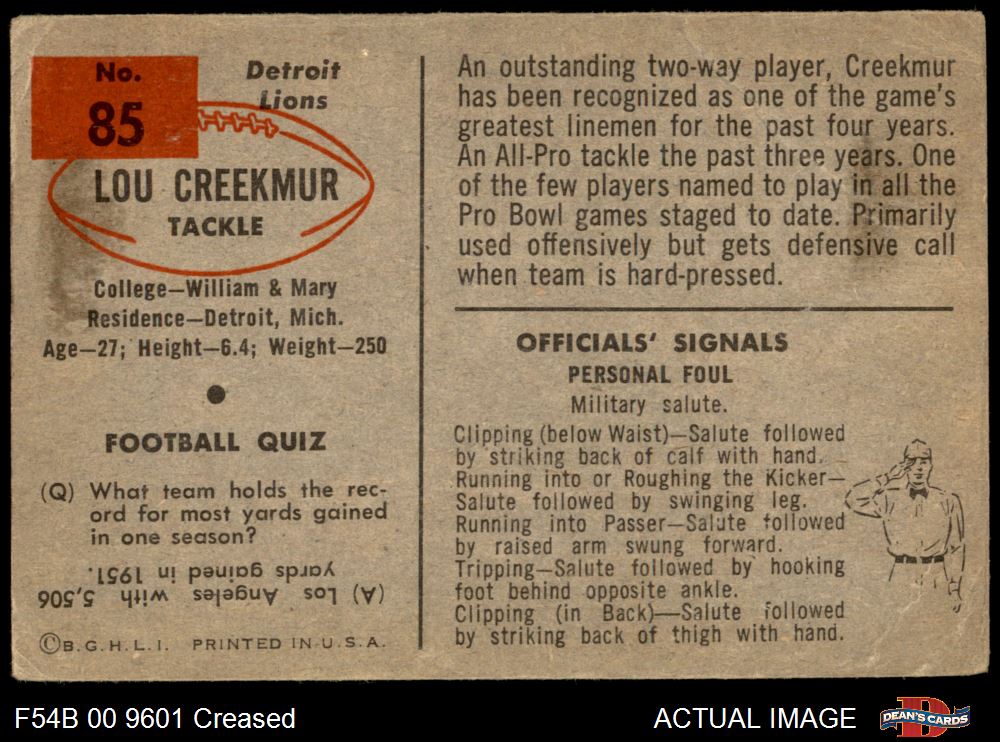 No.
85
Detroit
Lions
LOU CREEKMUR
TACKLE
College—William & Mary
Residence—Detroit, Mich.
Age—27; Height—6.4; Weight—250
FOOTBALL QUIZ
(Q) What team holds the rec-
ord for most yards gained
in one season?
(A) Los Angeles with 5,506
yards gained in 1951.
©B.G.H.L.I. PRINTED IN U.S.A.
An outstanding two-way player, Creekmur
has been recognized as one of the game's
greatest linemen for the past four years.
An All-Pro tackle the past three years. One
of the few players named to play in all the
Pro Bowl games staged to date. Primarily
used offensively but gets defensive call
when team is hard-pressed.
OFFICIALS' SIGNALS
PERSONAL FOUL
Military salute.
Clipping (below Waist)—Salute followed
by striking back of calf with hand.
Running into or Roughing the Kicker—
Salute followed by swinging leg.
Running into Passer—Salute followed
by raised arm swung forward.
Tripping—Salute followed by hooking
foot behind opposite ankle.
Clipping (in Back)—Salute followed
by striking back of thigh with hand.
F54B 00 9601 Creased
ACTUAL IMAGE
DEAN'S CARDS